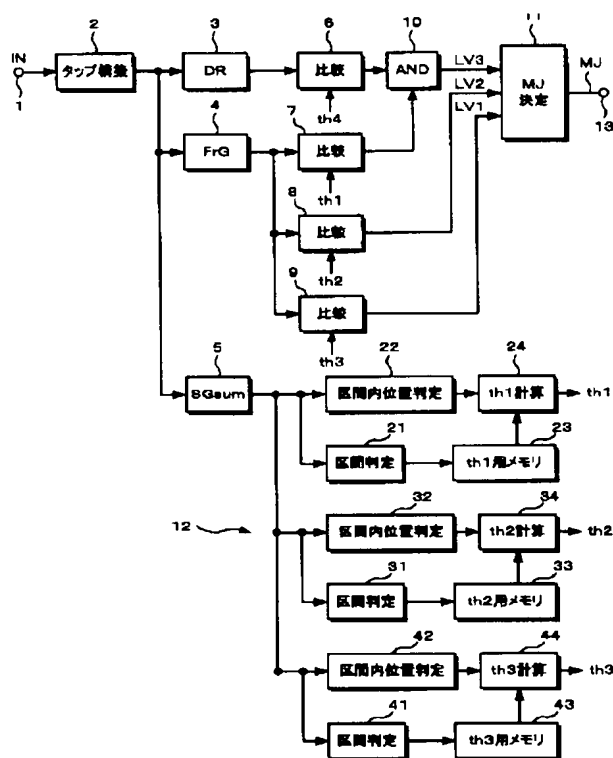 2
3
6
10
11
IN
タップ構築
DR
比較
AND
LV3
MJ
決定
MJ
1
th4
LV2
13
4
7
LV1
FrG
比較
th1
8
比較
th2
9
比較
th3
5
22
24
SGsum
区間内位置判定
th1計算
th1
21
23
区間判定
th1用メモリ
12
32
34
区間内位置判定
th2計算
th2
31
33
区間判定
th2用メモリ
42
44
区間内位置判定
th3計算
th3
41
43
区間判定
th3用メモリ